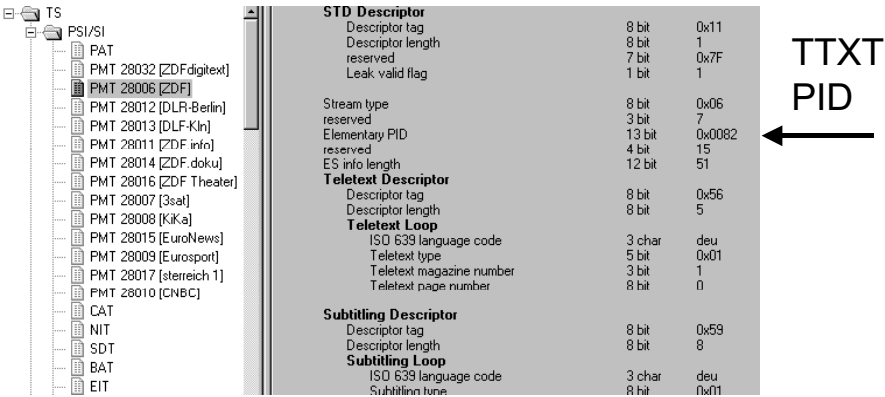 TS
PSI/SI
PAT
PMT 28032 [ZDFdigitext]
PMT 28006 [ZDF]
PMT 28012 [DLR-Berlin]
PMT 28013 [DLF-Kln]
PMT 28011 [ZDF.info]
PMT 28014 [ZDF.doku]
PMT 28016 [ZDF Theater]
PMT 28007 [3sat]
PMT 28008 [KiKa]
PMT 28015 [EuroNews]
PMT 28009 [Eurosport]
PMT 28017 [sterreich 1]
PMT 28010 [CNBC]
CAT
NIT
SDT
BAT
EIT
STD Descriptor
Descriptor tag 8 bit 0x11
Descriptor length 8 bit 1
reserved 7 bit 0x7F
Leak valid flag 1 bit 1
Stream type 8 bit 0x06
reserved 3 bit 7
Elementary PID 13 bit 0x0082
reserved 4 bit 15
ES info length 12 bit 51
Teletext Descriptor
Descriptor tag 8 bit 0x56
Descriptor length 8 bit 5
Teletext Loop
ISO 639 language code 3 char deu
Teletext type 5 bit 0x01
Teletext magazine number 3 bit 1
Teletext page number 8 bit 0
Subtitling Descriptor
Descriptor tag 8 bit 0x59
Descriptor length 8 bit 8
Subtitling Loop
ISO 639 language code 3 char deu
Subtitling type 8 bit 0x01
TTXT
PID